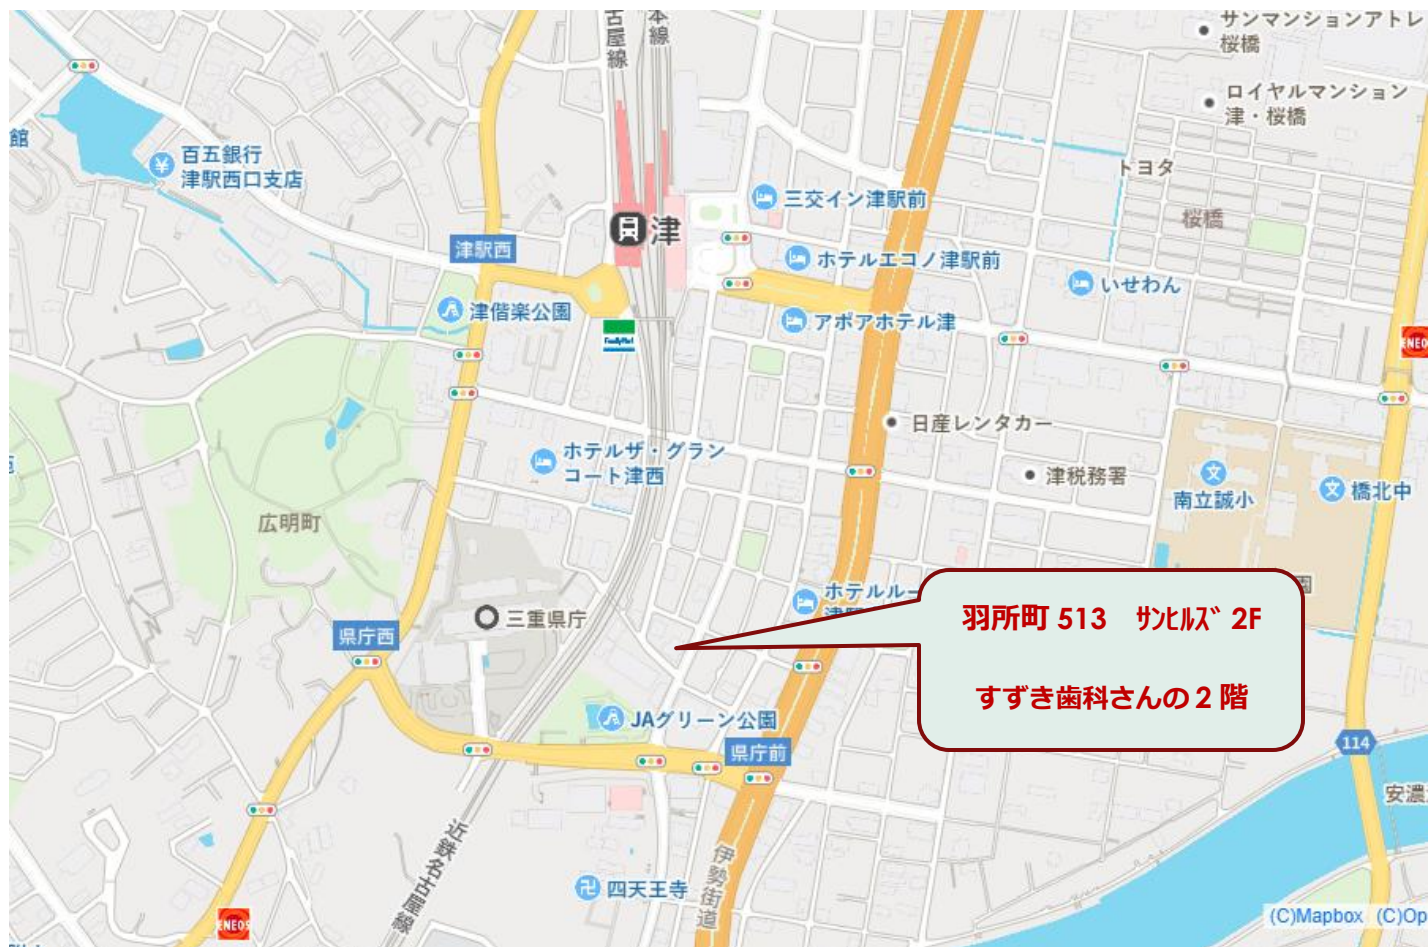 サンマンションアトレ
桜橋
古屋線
本線
ロイヤルマンション
津・桜橋
館
百五銀行
津駅西口支店
トヨタ
三交イン津駅前
桜橋
津
津駅西
ホテルエコノ津駅前
いせわん
津偕楽公園
アポアホテル津
FamilyMart
ENEO
日産レンタカー
ホテルザ・グラン
コート津西
津税務署
南立誠小
橋北中
広明町
ホテルルー
園
羽所町 513 サンヒルズ 2F
すずき歯科さんの2階
三重県庁
県庁西
JAグリーン公園
県庁前
114
安濃
近鉄名古屋線
伊勢街道
四天王寺
ENEOS
(C)Mapbox (C)Op